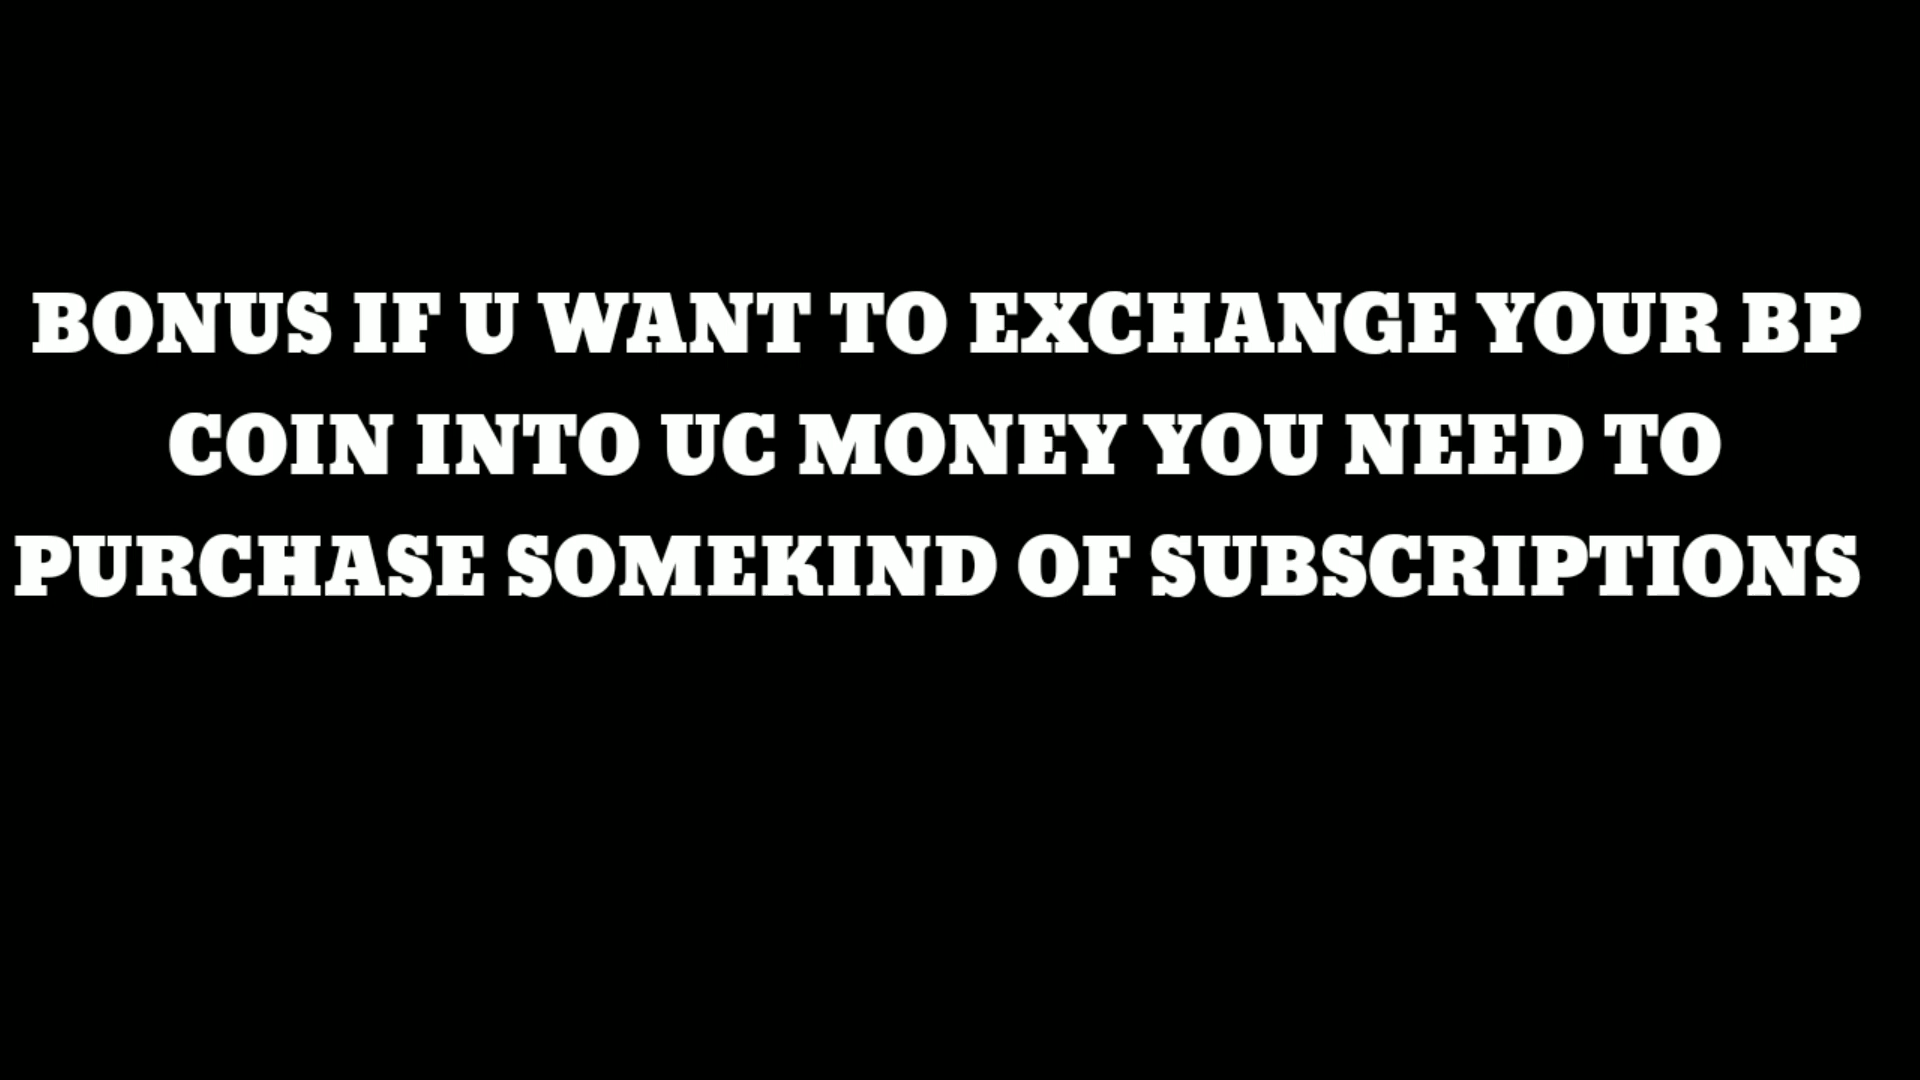 BONUS IF U WANT TO EXCHANGE YOUR BP
COIN INTO UC MONEY YOU NEED TO
PURCHASE SOMEKIND OF SUBSCRIPTIONS